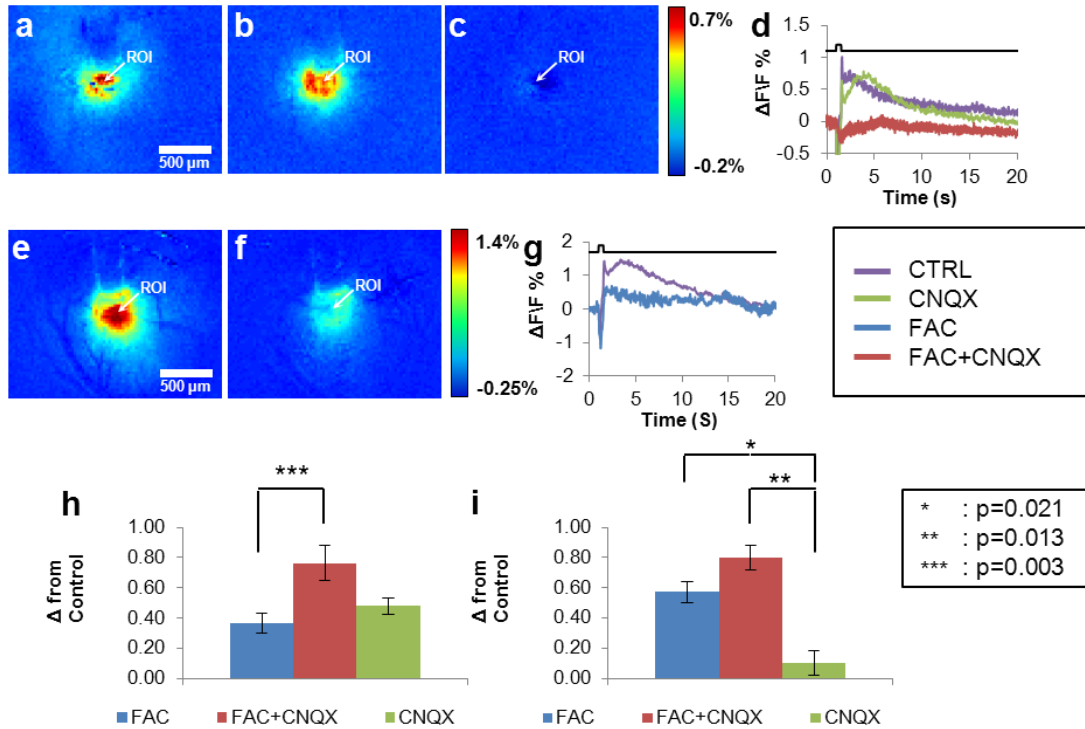 a
ROI
500 µm
b
ROI
c
ROI
0.7%
-0.2%
d
ΔF\F %
1
0.5
0
-0.5
0 5 10 15 20
Time (s)
e
ROI
500 µm
f
ROI
1.4%
-0.25%
g
ΔF\F %
2
1
0
-1
-2
0 5 10 15 20
Time (S)
CTRL
CNQX
FAC
FAC+CNQX
h
***
Δ from
Control
1.00
0.80
0.60
0.40
0.20
0.00
FAC FAC+CNQX CNQX
i
*
**
Δ from
Control
1.00
0.80
0.60
0.40
0.20
0.00
FAC FAC+CNQX CNQX
* : p=0.021
** : p=0.013
*** : p=0.003